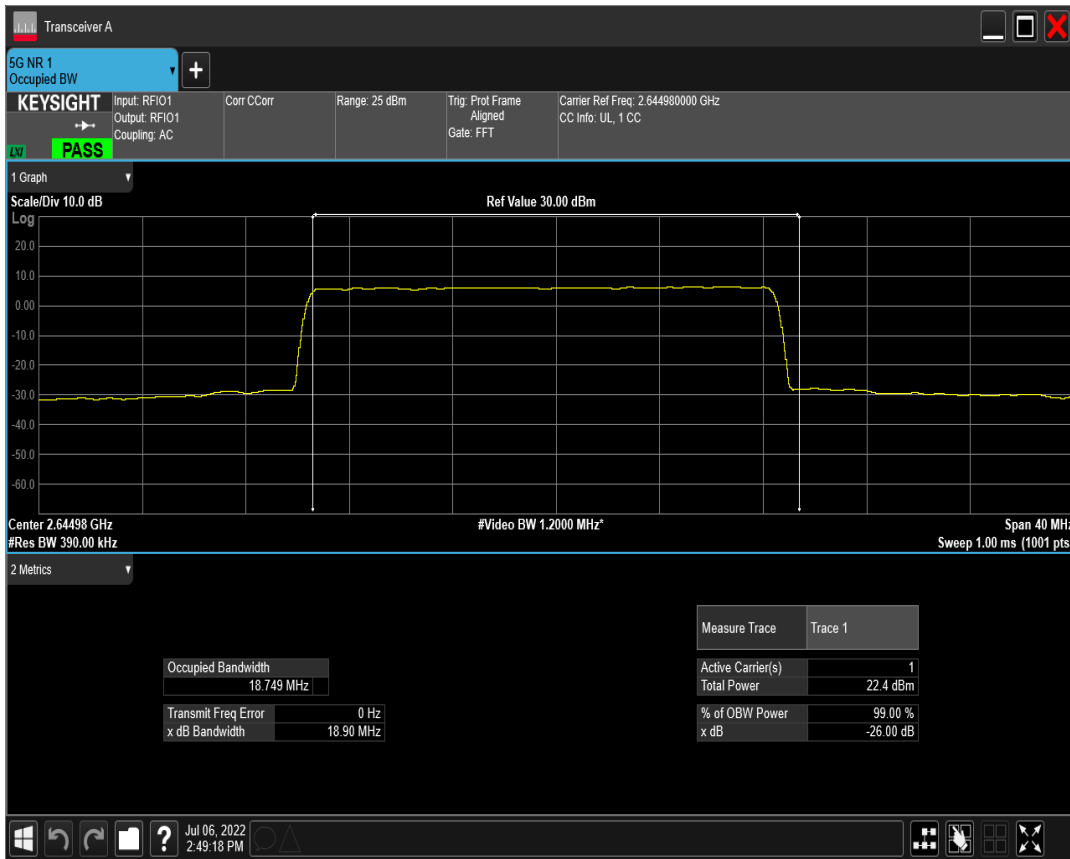 Transceiver A
5G NR 1
Occupied BW
+
KEYSIGHT
LXI
PASS
Input: RFIO1
Output: RFIO1
Coupling: AC
Corr CCorr
Range: 25 dBm
Trig: Prot Frame
Aligned
Gate: FFT
Carrier Ref Freq: 2.644980000 GHz
CC Info: UL, 1 CC
1 Graph
Scale/Div 10.0 dB
Ref Value 30.00 dBm
Log
20.0
10.0
0.00
-10.0
-20.0
-30.0
-40.0
-50.0
-60.0
Center 2.64498 GHz
#Video BW 1.2000 MHz*
Span 40 MHz
#Res BW 390.00 kHz
Sweep 1.00 ms (1001 pts
2 Metrics
Measure Trace Trace 1
Occupied Bandwidth
18.749 MHz
Active Carrier(s) 1
Total Power 22.4 dBm
Transmit Freq Error 0 Hz
x dB Bandwidth 18.90 MHz
% of OBW Power 99.00 %
x dB -26.00 dB
?
Jul 06, 2022
2:49:18 PM